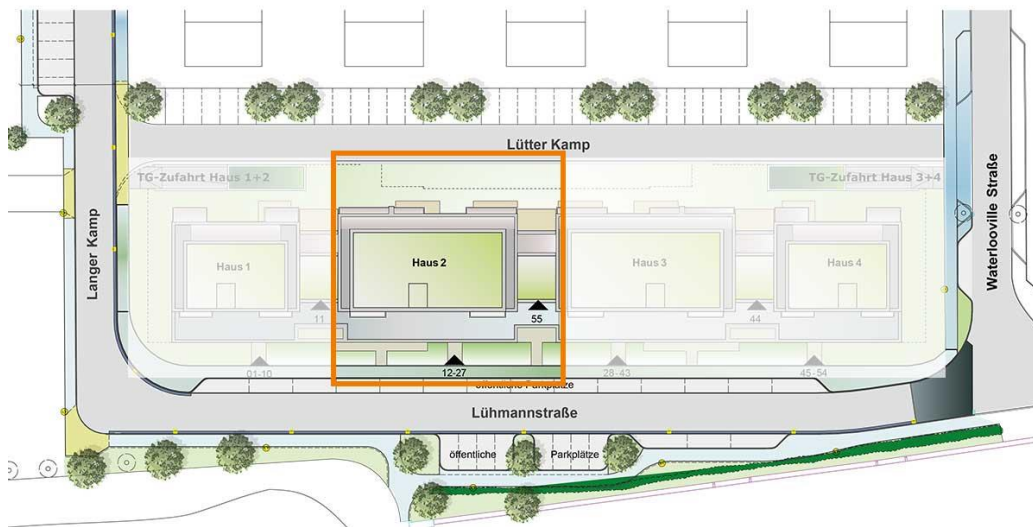 Lütter Kamp
TG-Zufahrt Haus 1+2
TG-Zufahrt Haus 3+4
Langer Kamp
Waterlooville Straße
Haus 1
Haus 2
Haus 3
Haus 4
11
55
44
01-10
12-27
28-43
45-54
öffentliche Parkplätze
Lühmannstraße
öffentliche
Parkplätze